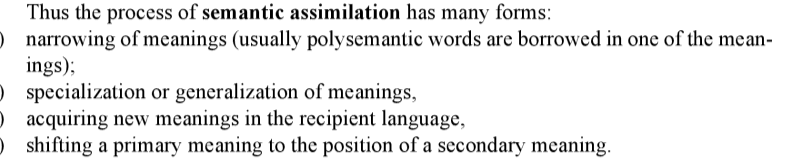 Thus the process of semantic assimilation has many forms:
) narrowing of meanings (usually polysemantic words are borrowed in one of the mean-
ings);
) specialization or generalization of meanings,
) acquiring new meanings in the recipient language,
) shifting a primary meaning to the position of a secondary meaning.